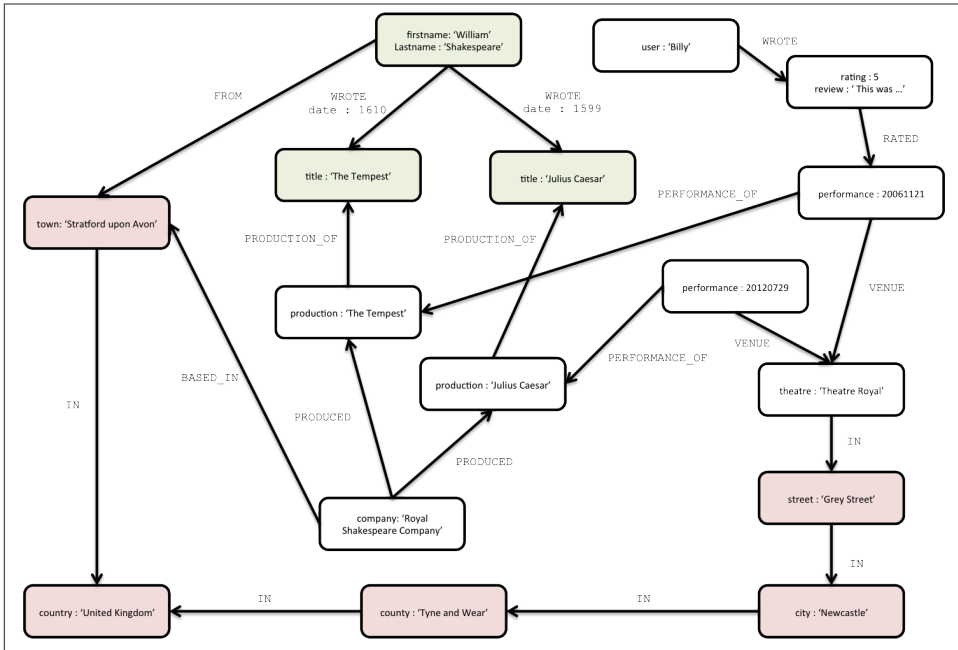 firstname: ‘William’
Lastname : ‘Shakespeare’
user : ‘Billy’
WROTE
rating : 5
review : ‘ This was ...’
FROM
WROTE
date : 1610
WROTE
date : 1599
RATED
title : ‘The Tempest’
title : ‘Julius Caesar’
PERFORMANCE_OF
performance : 20061121
town: ‘Stratford upon Avon’
PRODUCTION_OF
PRODUCTION_OF
performance : 20120729
VENUE
production : ‘The Tempest’
VENUE
PERFORMANCE_OF
BASED_IN
production : ‘Julius Caesar’
theatre : ‘Theatre Royal’
IN
PRODUCED
IN
PRODUCED
street : ‘Grey Street’
company: ‘Royal
Shakespeare Company’
IN
country : ‘United Kingdom’
IN
county : ‘Tyne and Wear’
IN
city : ‘Newcastle’